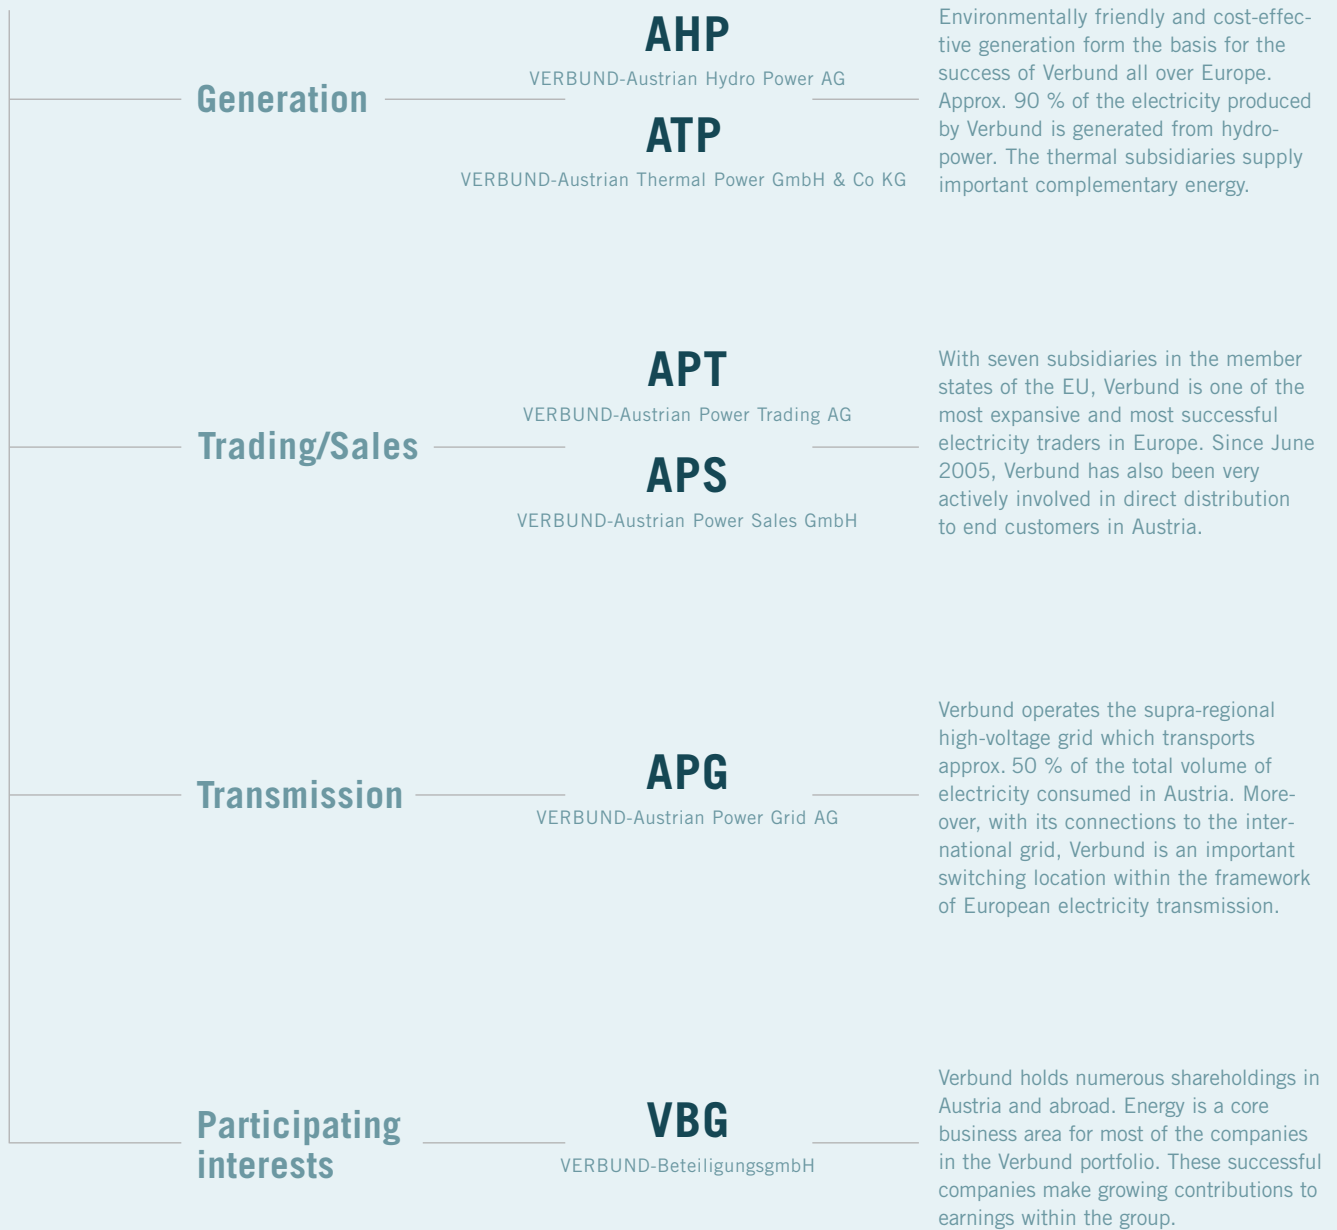 Generation
AHP
VERBUND-Austrian Hydro Power AG
ATP
VERBUND-Austrian Thermal Power GmbH & Co KG
Environmentally friendly and cost-effec-
tive generation form the basis for the
success of Verbund all over Europe.
Approx. 90 % of the electricity produced
by Verbund is generated from hydro-
power. The thermal subsidiaries supply
important complementary energy.
Trading/Sales
APT
VERBUND-Austrian Power Trading AG
APS
VERBUND-Austrian Power Sales GmbH
With seven subsidiaries in the member
states of the EU, Verbund is one of the
most expansive and most successful
electricity traders in Europe. Since June
2005, Verbund has also been very
actively involved in direct distribution
to end customers in Austria.
Transmission
APG
VERBUND-Austrian Power Grid AG
Verbund operates the supra-regional
high-voltage grid which transports
approx. 50 % of the total volume of
electricity consumed in Austria. More-
over, with its connections to the inter-
national grid, Verbund is an important
switching location within the framework
of European electricity transmission.
Participating
interests
VBG
VERBUND-BeteiligungsgmbH
Verbund holds numerous shareholdings in
Austria and abroad. Energy is a core
business area for most of the companies
in the Verbund portfolio. These successful
companies make growing contributions to
earnings within the group.